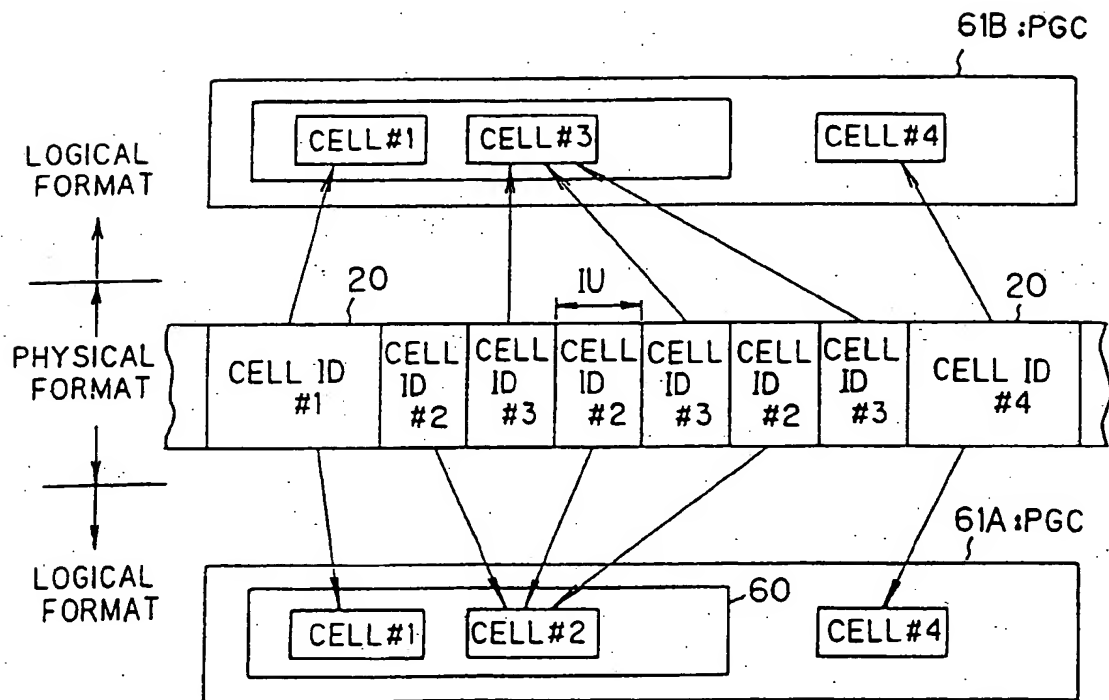 61B :PGC
CELL#1
CELL#3
CELL#4
LOGICAL
FORMAT
20
IU
20
PHYSICAL
FORMAT
CELL ID
#1
CELL
ID
#2
CELL
ID
#3
CELL
ID
#2
CELL
ID
#3
CELL
ID
#2
CELL
ID
#3
CELL ID
#4
61A :PGC
LOGICAL
FORMAT
60
CELL#1
CELL#2
CELL#4